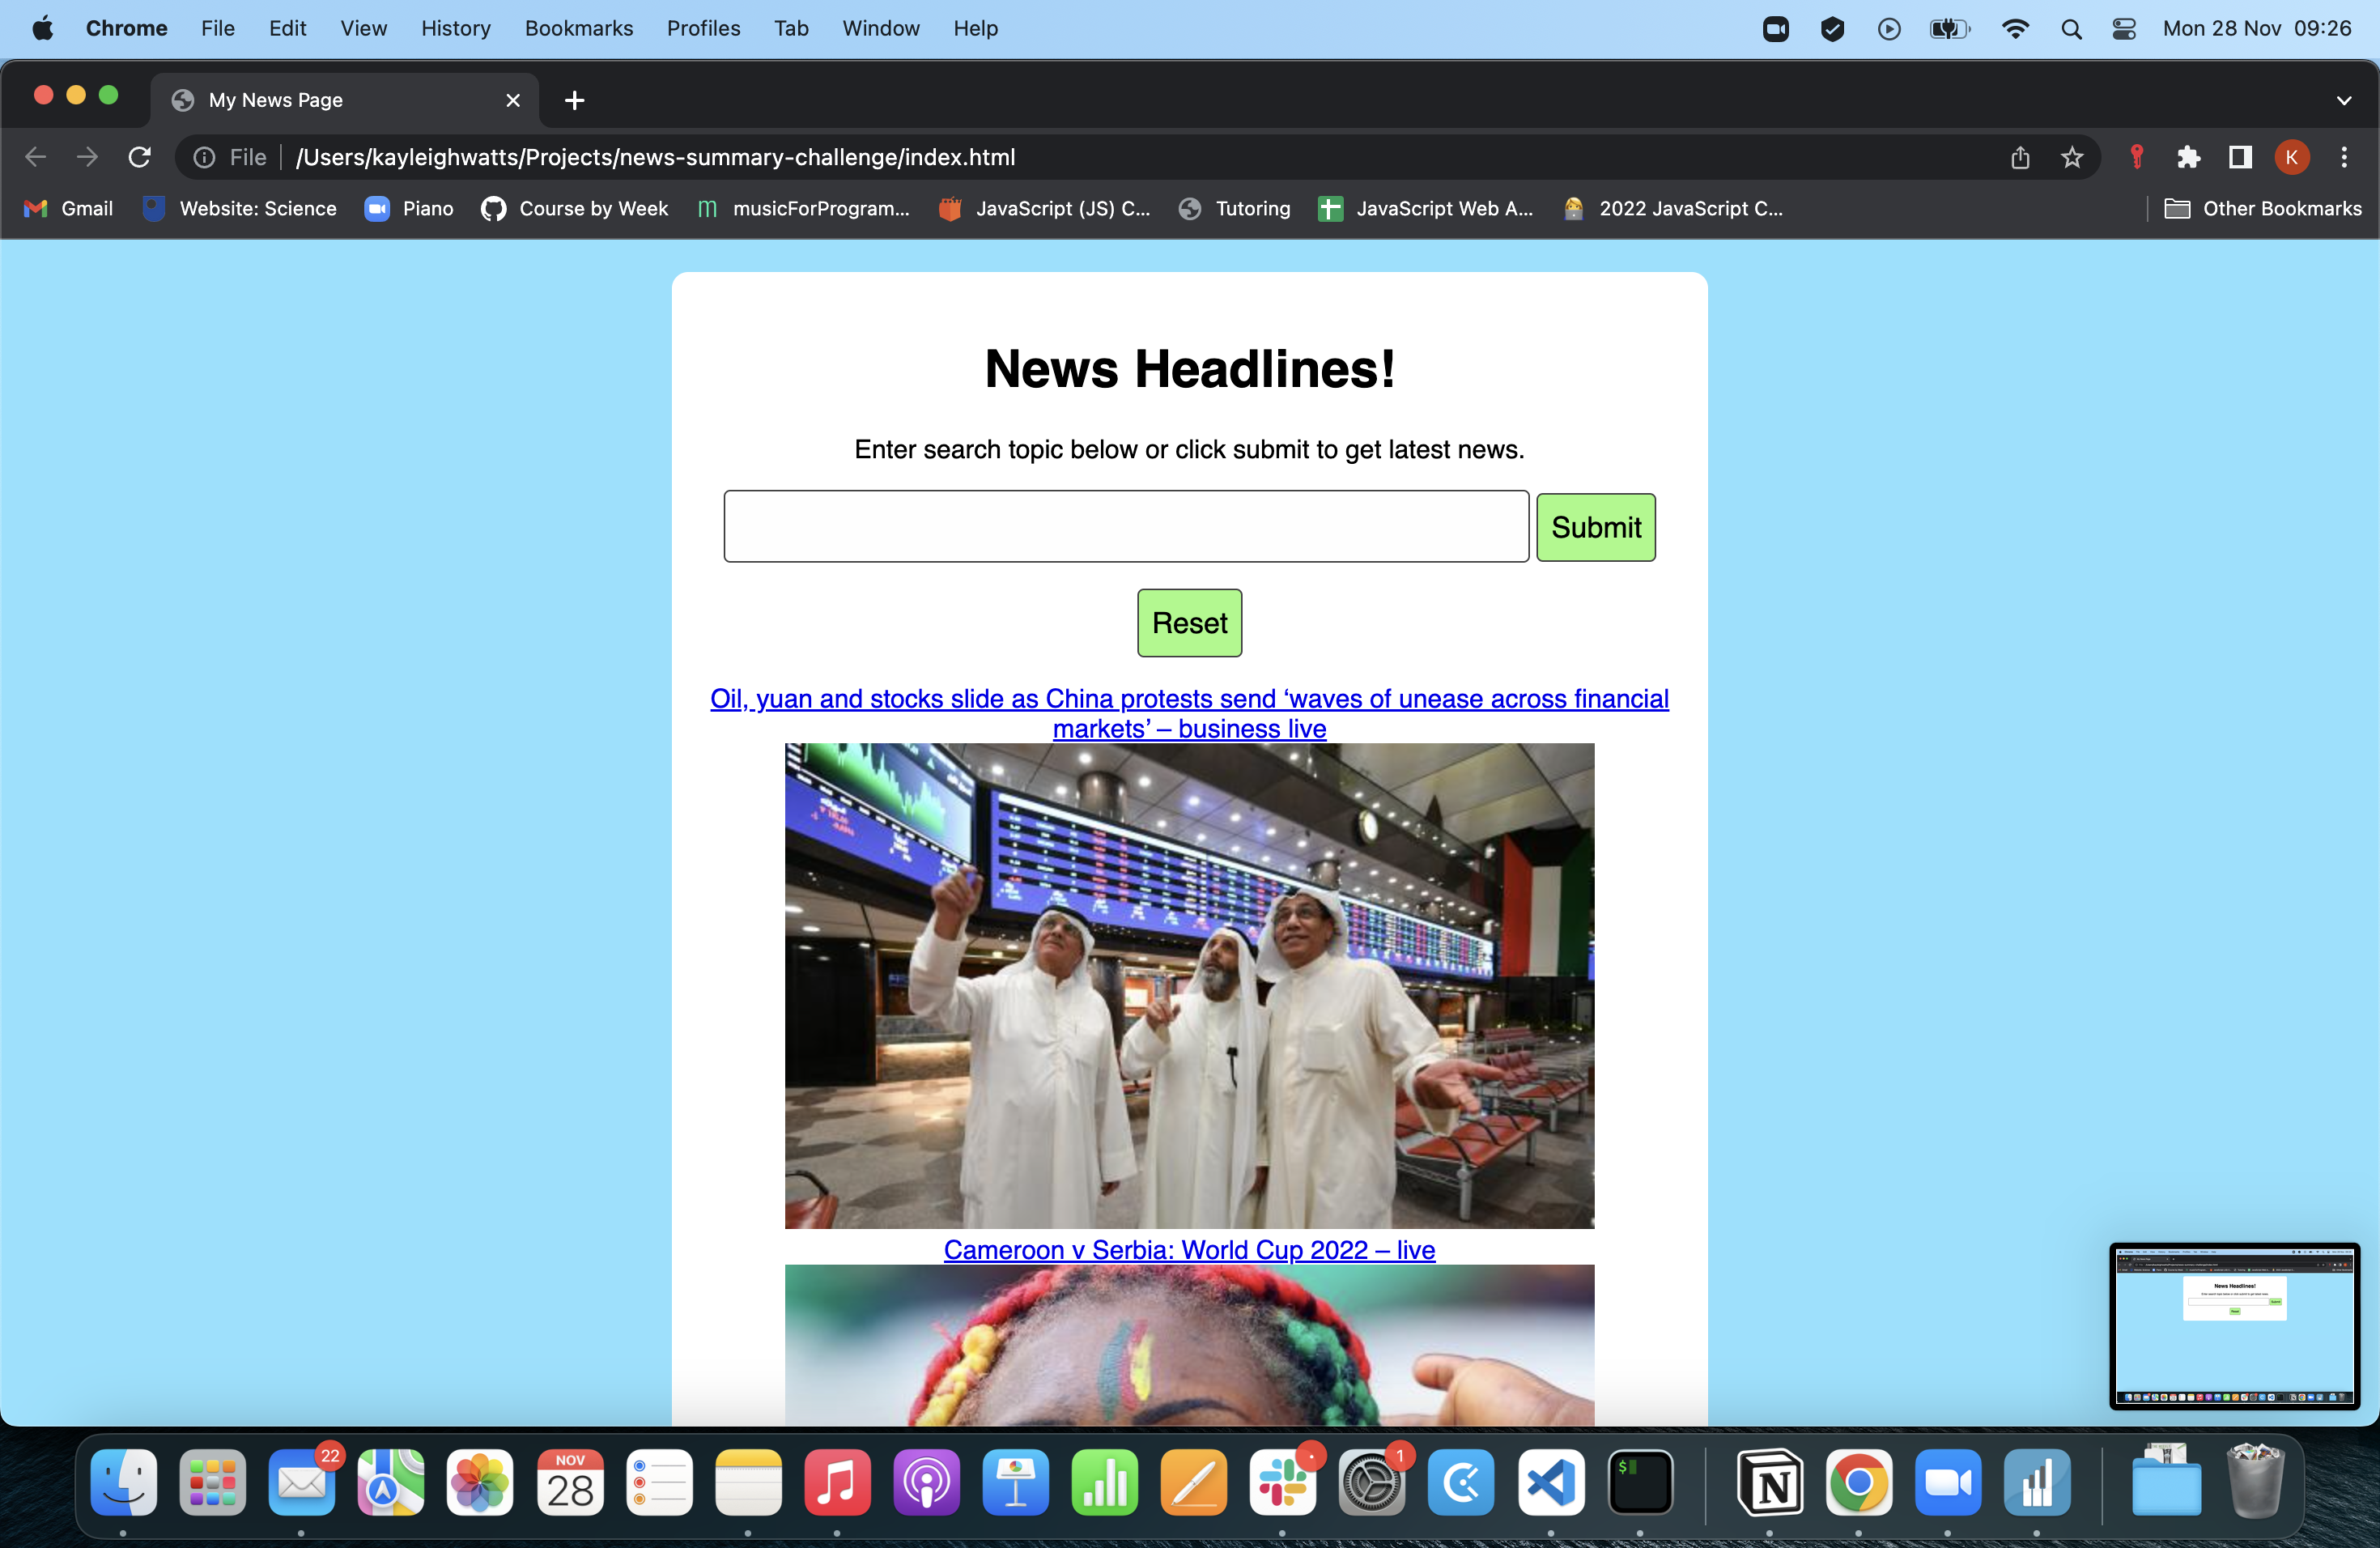 Chrome File Edit View History Bookmarks Profiles Tab Window Help Mon 28 Nov 09:26
My News Page
File /Users/kayleighwatts/Projects/news-summary-challenge/index.html K
Gmail Website: Science Piano Course by Week musicForProgram... JavaScript (JS) C... Tutoring JavaScript Web A... 2022 JavaScript C... Other Bookmarks
News Headlines!
Enter search topic below or click submit to get latest news.
Submit
Reset
Oil, yuan and stocks slide as China protests send ‘waves of unease across financial
markets’ – business live
Cameroon v Serbia: World Cup 2022 – live
News Headlines!
22 NOV 28 1 $